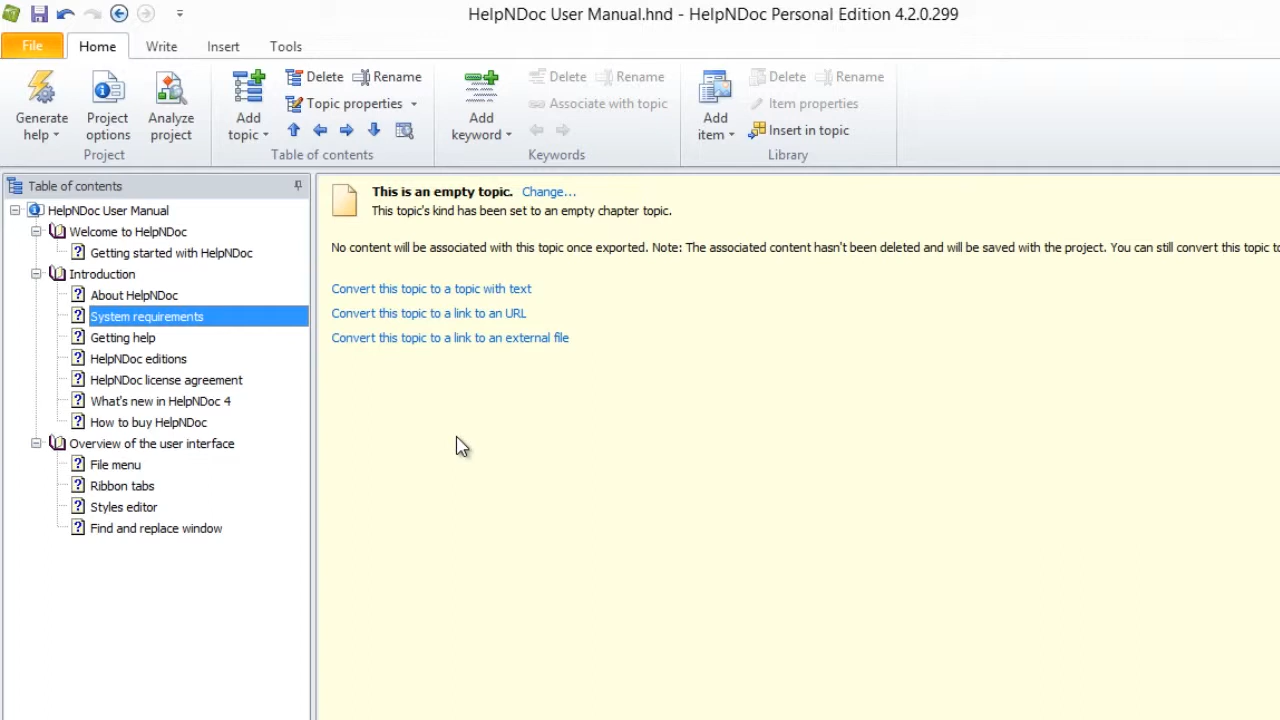 HelpNDoc User Manual.hnd - HelpNDoc Personal Edition 4.2.0.299
File Home Write Insert Tools
Generate help
Project options
Analyze project
Project
Add topic
Delete Rename
Topic properties
Table of contents
Add keyword
Delete Rename
Associate with topic
Keywords
Add item
Delete Rename
Item properties
Insert in topic
Library
Table of contents
HelpNDoc User Manual
Welcome to HelpNDoc
Getting started with HelpNDoc
Introduction
About HelpNDoc
System requirements
Getting help
HelpNDoc editions
HelpNDoc license agreement
What's new in HelpNDoc 4
How to buy HelpNDoc
Overview of the user interface
File menu
Ribbon tabs
Styles editor
Find and replace window
This is an empty topic. Change...
This topic's kind has been set to an empty chapter topic.
No content will be associated with this topic once exported. Note: The associated content hasn't been deleted and will be saved with the project. You can still convert this topic to
Convert this topic to a topic with text
Convert this topic to a link to an URL
Convert this topic to a link to an external file